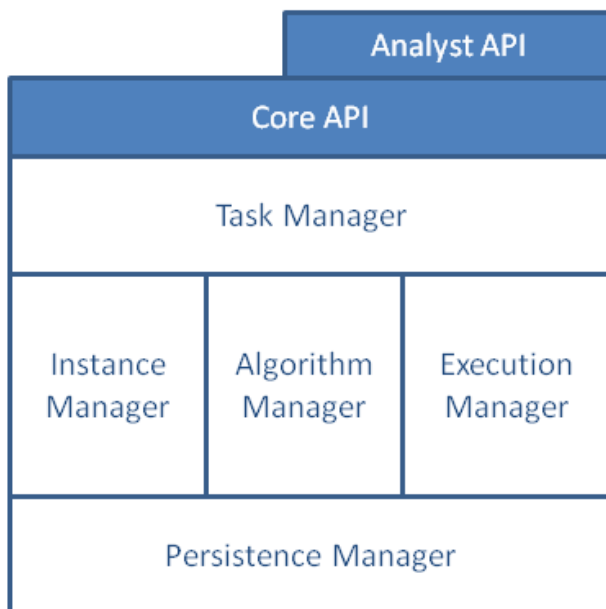 Analyst API
Core API
Task Manager
Instance
Manager
Algorithm
Manager
Execution
Manager
Persistence Manager